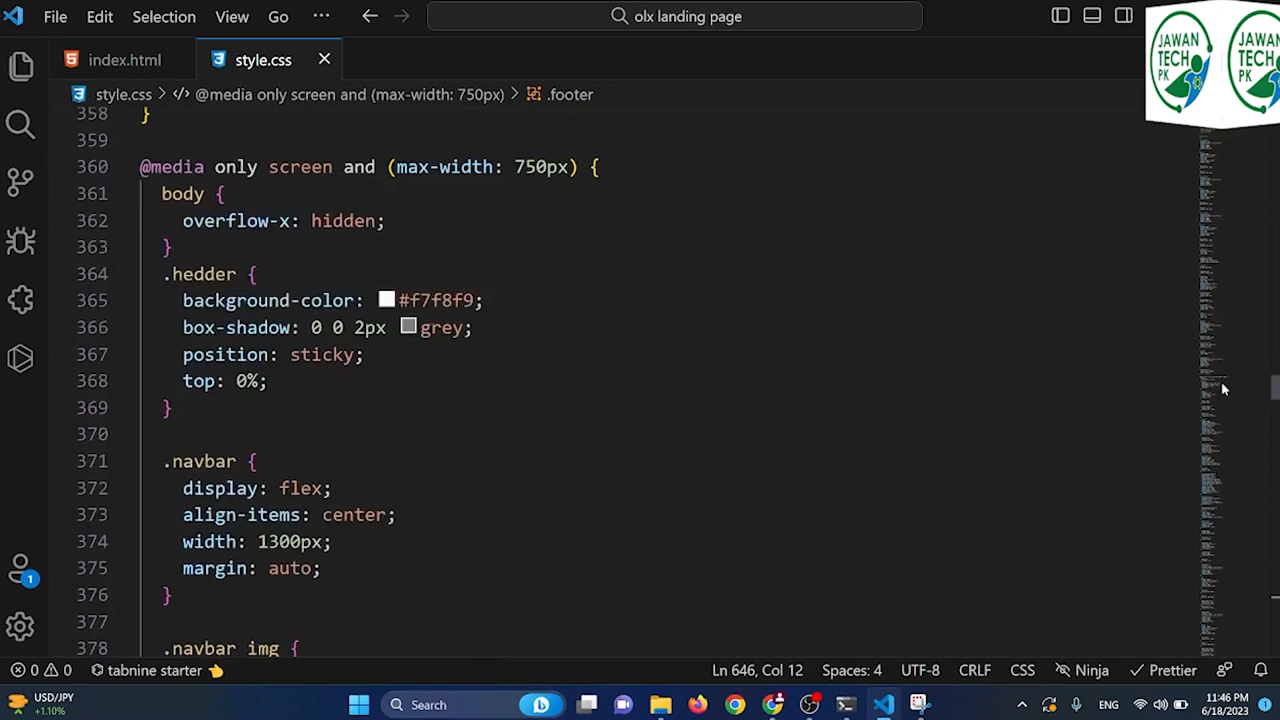 File Edit Selection View Go ···
olx landing page
index.html
style.css
style.css > @media only screen and (max-width: 750px) >
358 }
359
360 @media only screen and (max-width: 750px) {
361 body {
362 overflow-x: hidden;
363 }
364 .hedder {
365 background-color: #f7f8f9;
366 box-shadow: 0 0 2px grey;
367 position: sticky;
368 top: 0%;
369 }
370
371 .navbar {
372 display: flex;
373 align-items: center;
374 width: 1300px;
375 margin: auto;
376 }
377
378 .navbar img {
JAWAN
TECH
PK
JAWAN
TECH
PK
1
0 0 tabnine starter
Spaces: 4 UTF-8 CRLF CSS Ninja Prettier
USD/JPY
+1.10%
Search
ENG
11:46 PM
6/18/2023
1